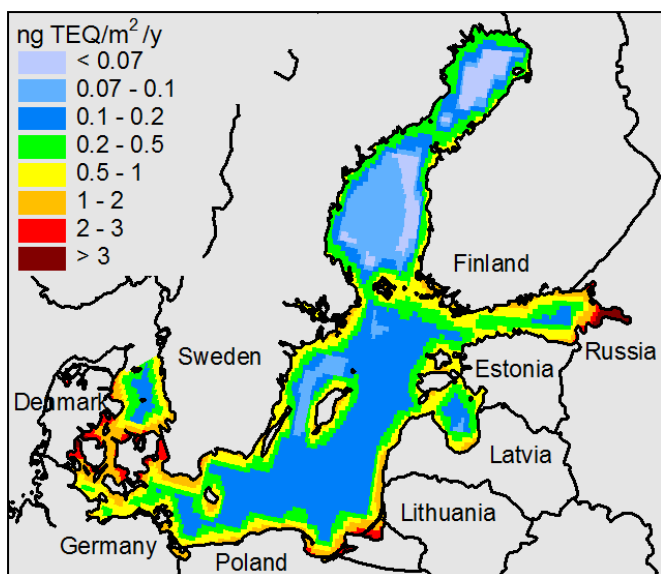 ng TEQ/m²/y
< 0.07
0.07 - 0.1
0.1 - 0.2
0.2 - 0.5
0.5 - 1
1 - 2
2 - 3
> 3
Finland
Sweden
Estonia
Russia
Denmark
Latvia
Lithuania
Germany
Poland